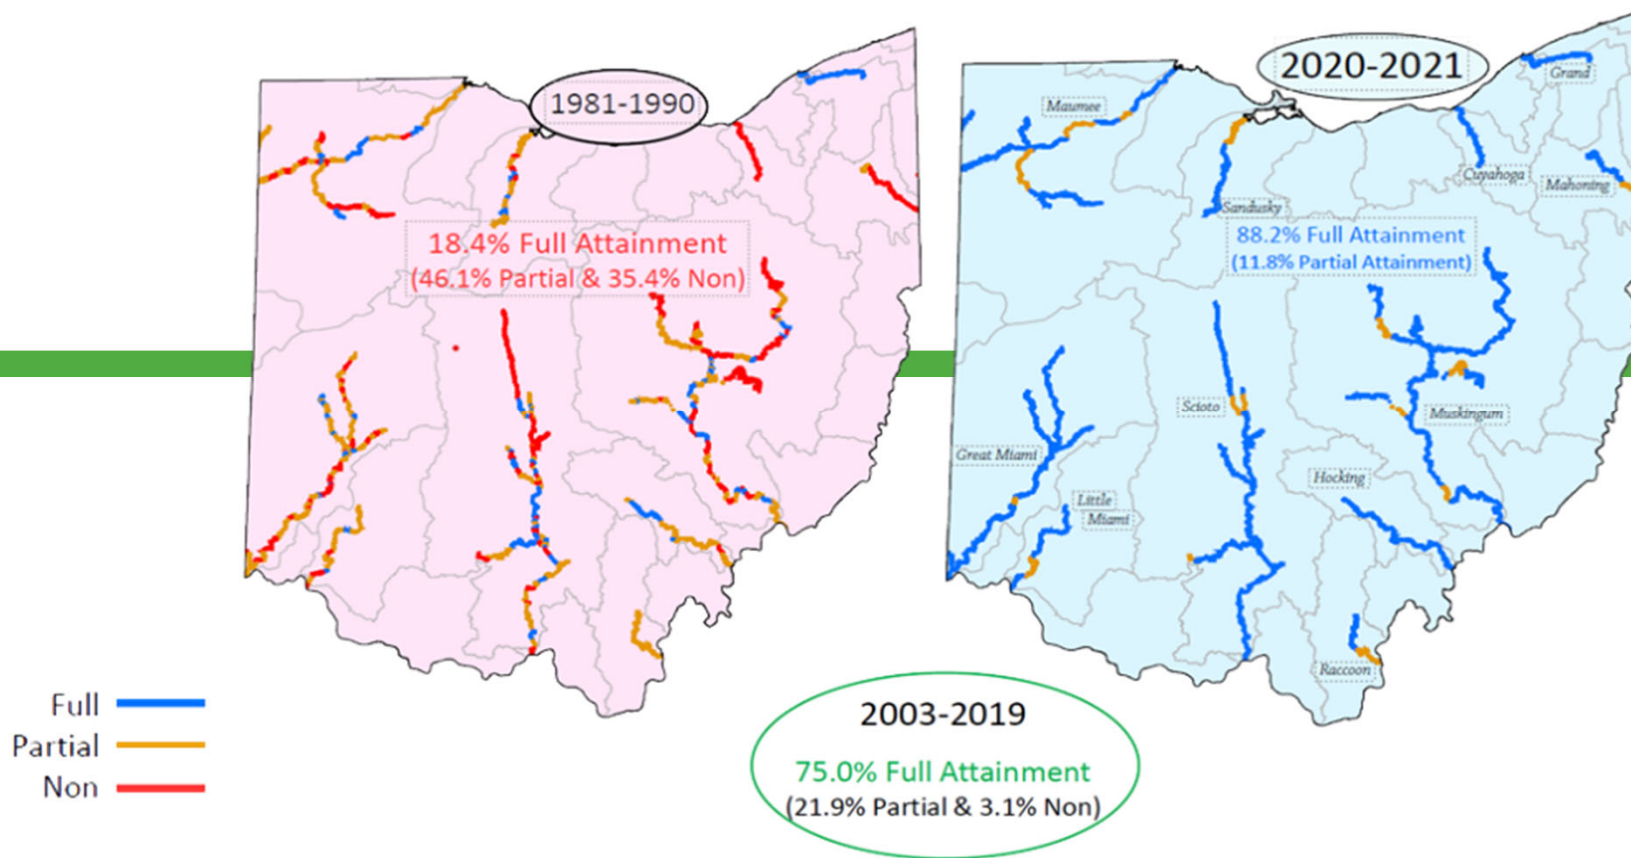 1981-1990
18.4% Full Attainment
(46.1% Partial & 35.4% Non)
2020-2021
Grand
Maumee
Cuyahoga
Mahoning
Sandusky
88.2% Full Attainment
(11.8% Partial Attainment)
Scioto
Muskingum
Great Miami
Hocking
Little
Miami
Raccoon
Full
Partial
Non
2003-2019
75.0% Full Attainment
(21.9% Partial & 3.1% Non)